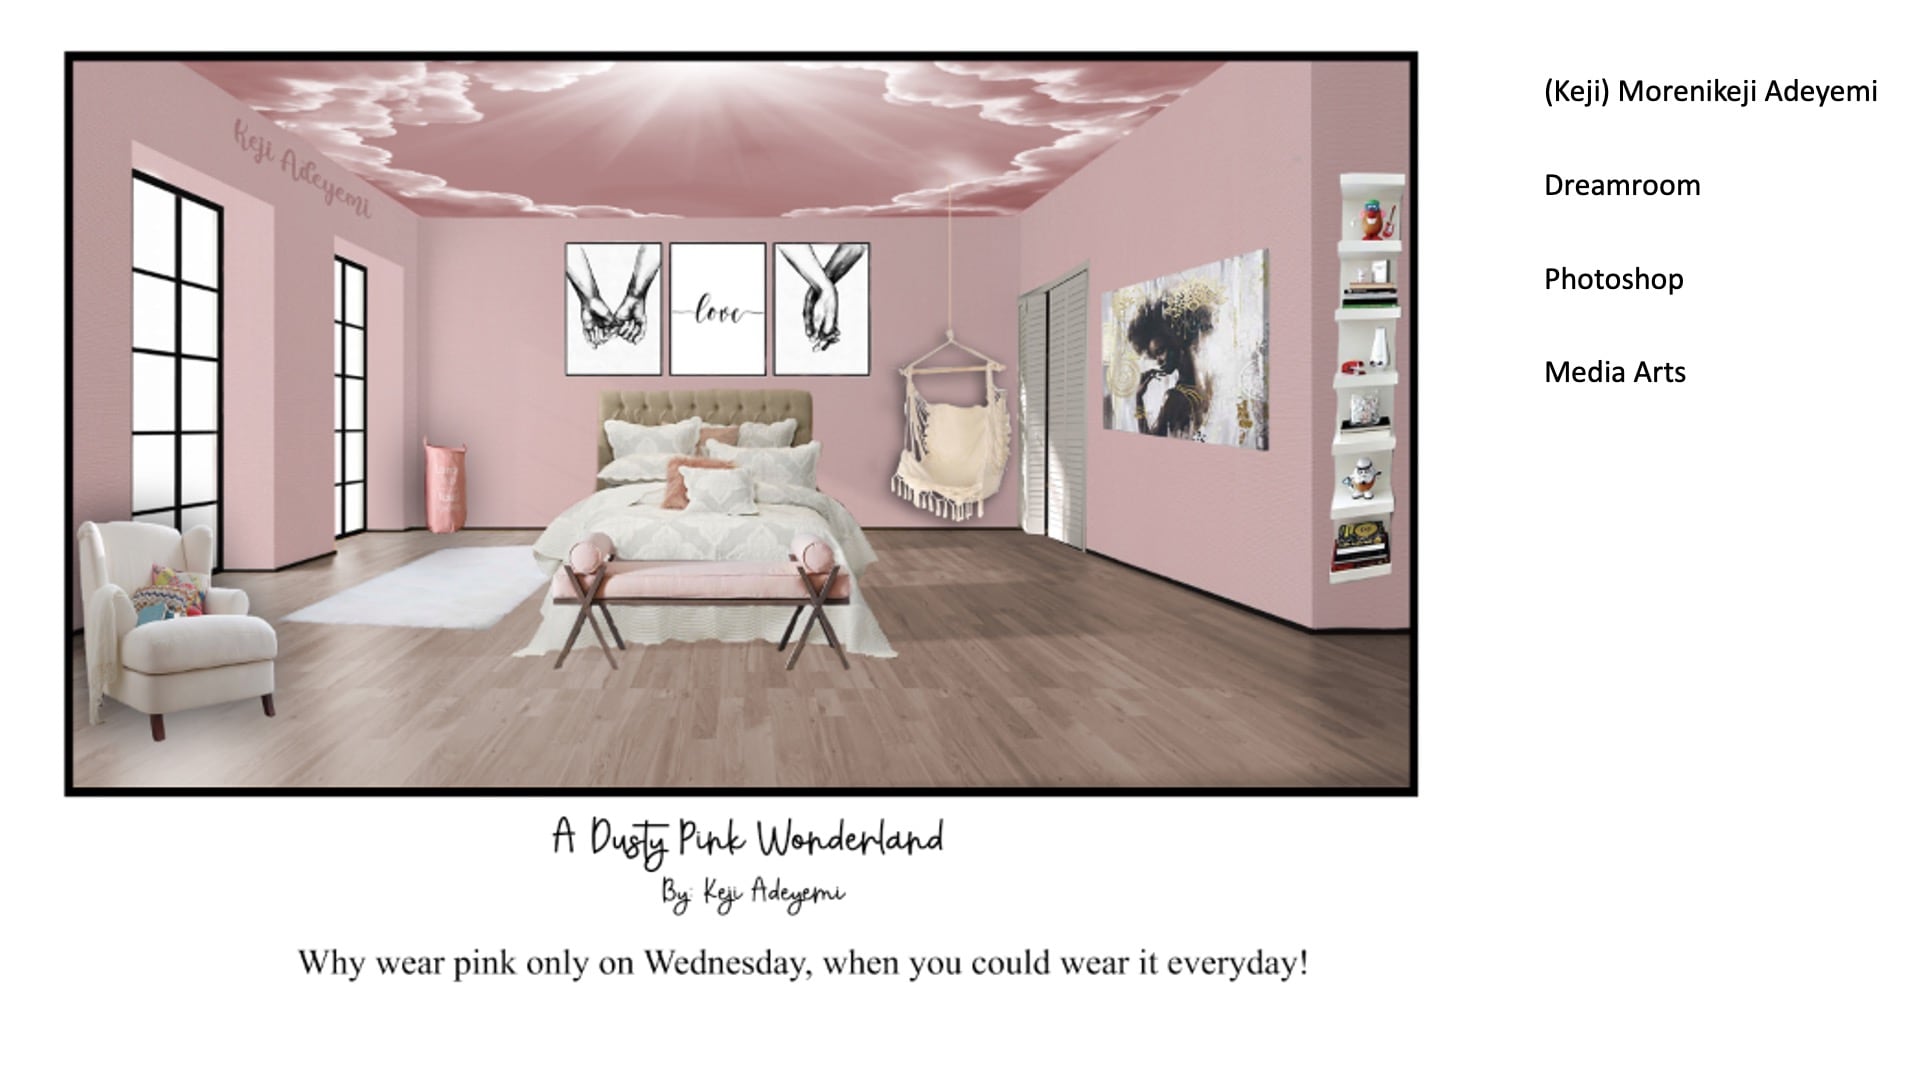 Keji Adeyemi
love
A Dusty Pink Wonderland
By: Keji Adeyemi
Why wear pink only on Wednesday, when you could wear it everyday!
(Keji) Morenikeji Adeyemi
Dreamroom
Photoshop
Media Arts